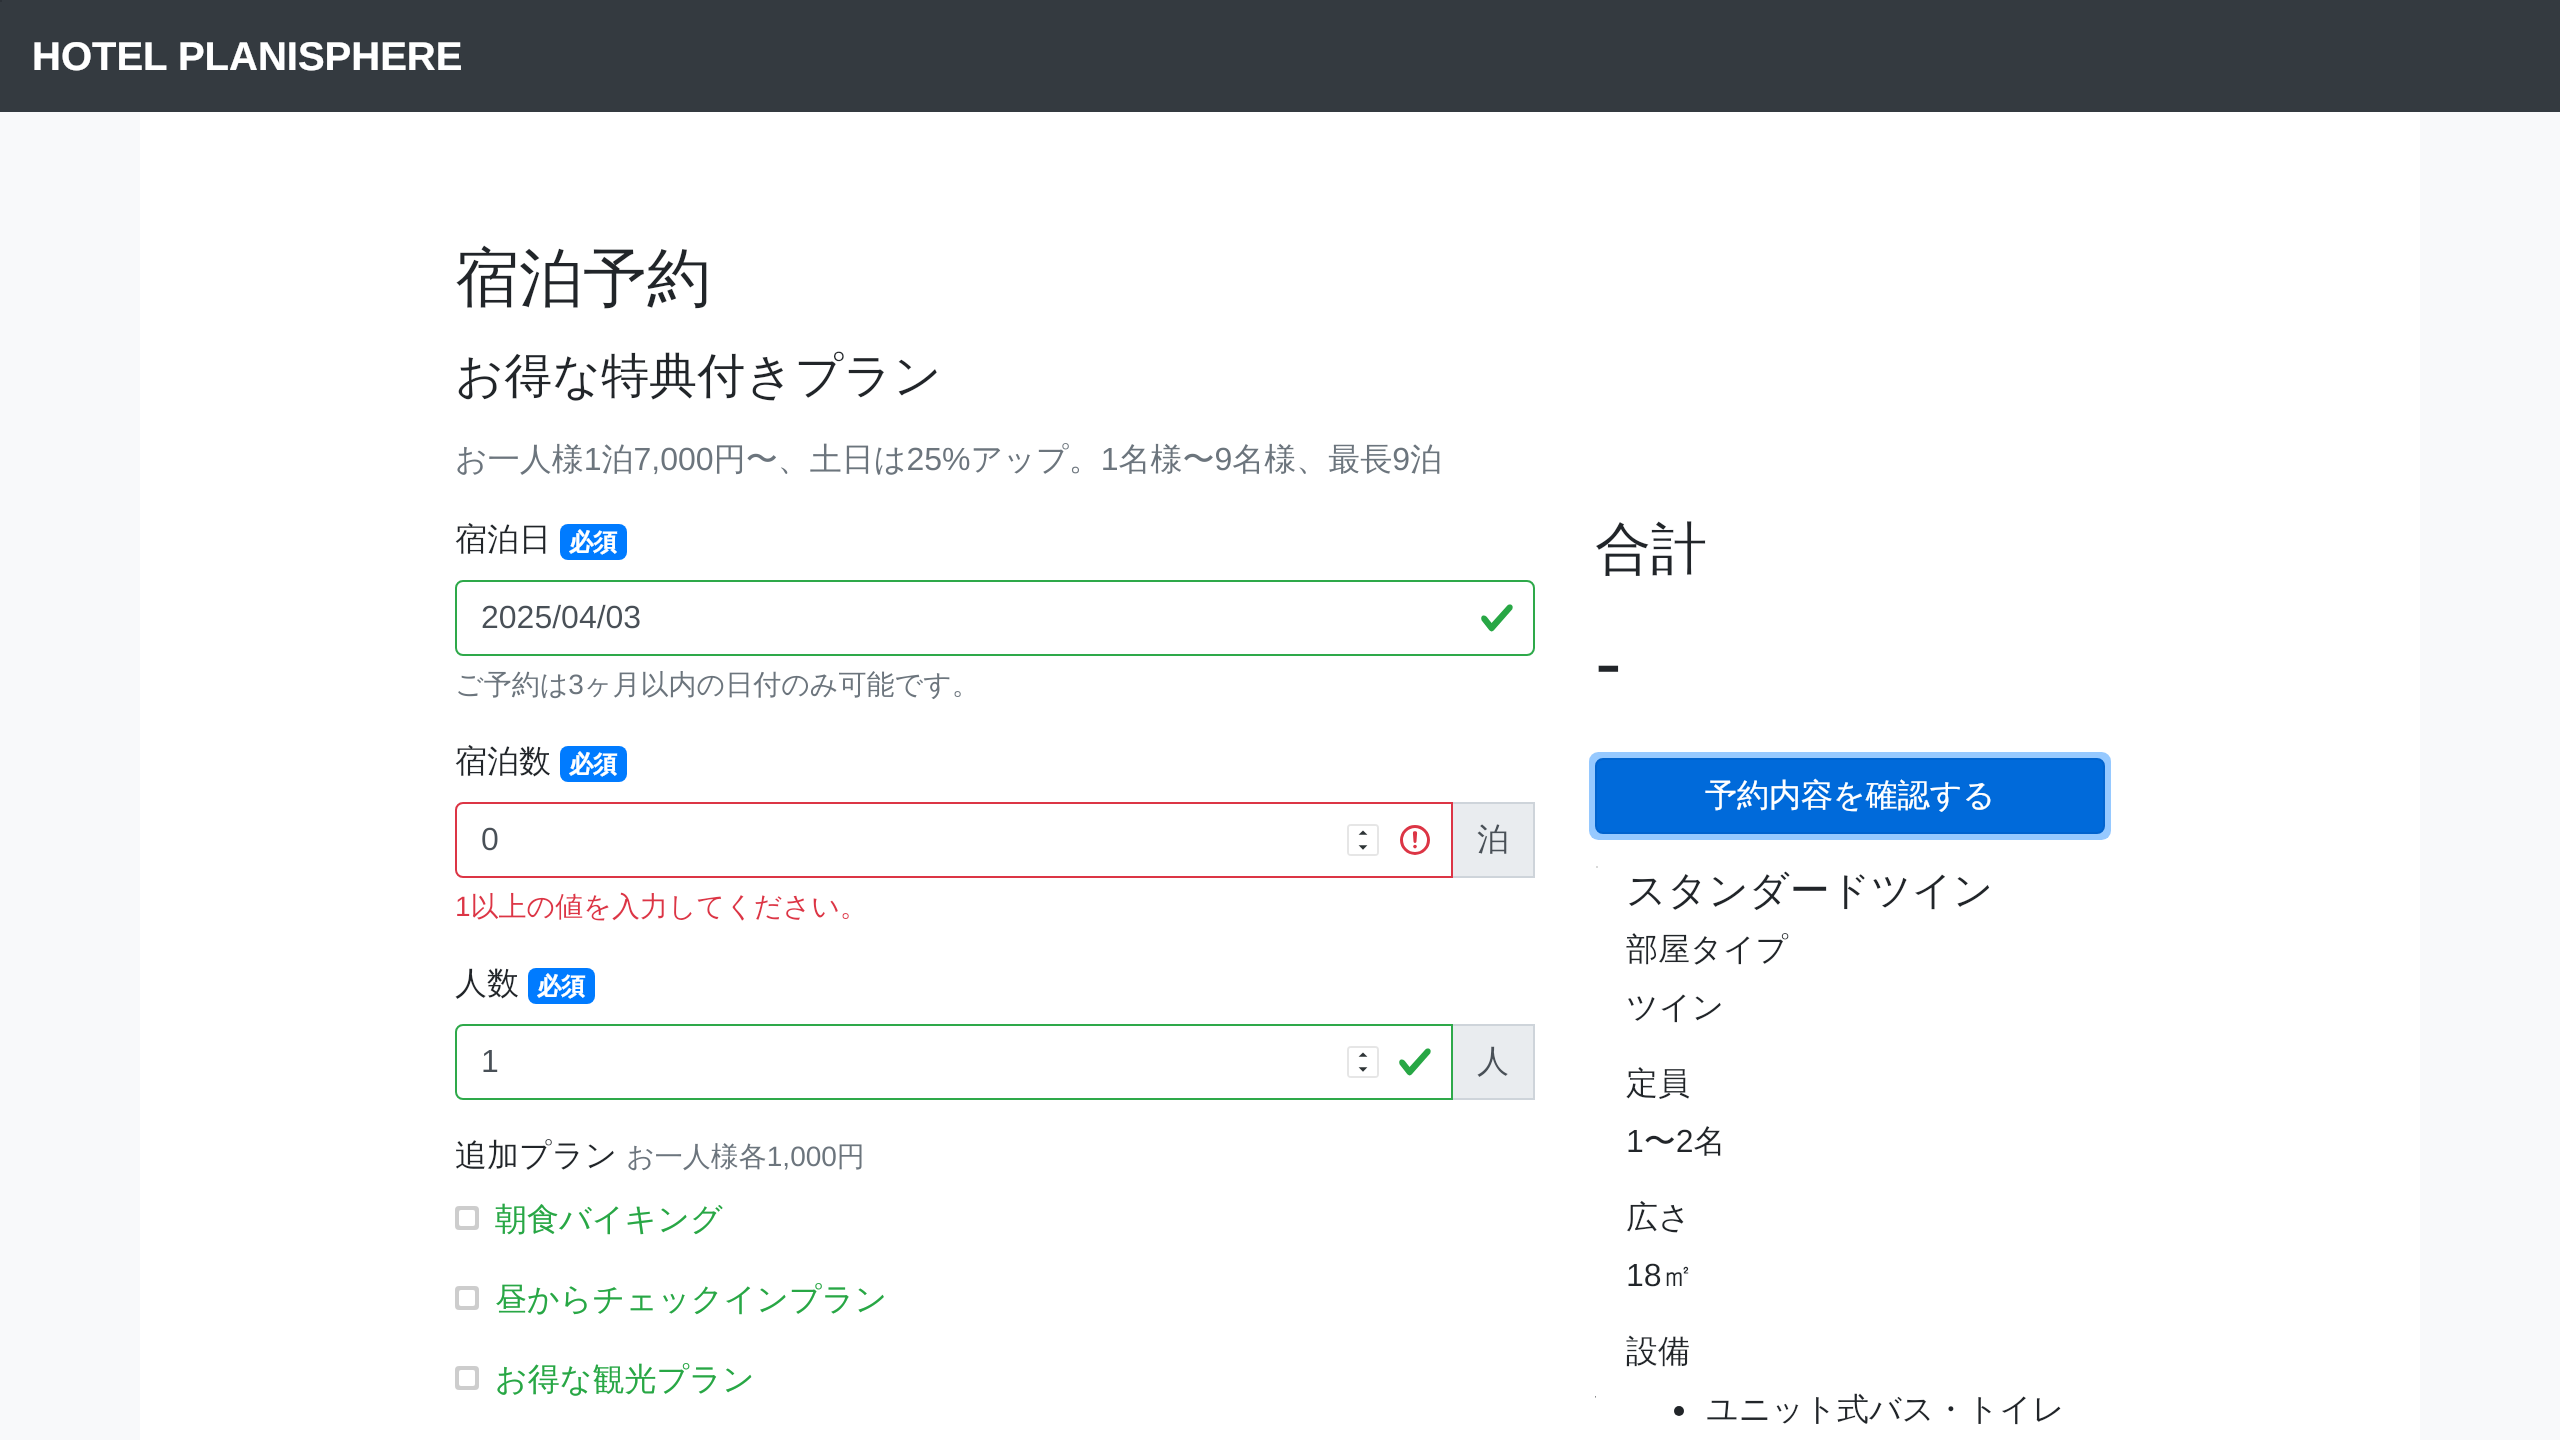 HOTEL PLANISPHERE
宿泊予約
お得な特典付きプラン
お一人様1泊7,000円〜、土日は25%アップ。1名様〜9名様、最長9泊
宿泊日 必須
2025/04/03
ご予約は3ヶ月以内の日付のみ可能です。
宿泊数 必須
0 泊
1以上の値を入力してください。
人数 必須
1 人
追加プラン お一人様各1,000円
朝食バイキング
昼からチェックインプラン
お得な観光プラン
合計
-
予約内容を確認する
スタンダードツイン
部屋タイプ
ツイン
定員
1〜2名
広さ
18㎡
設備
• ユニット式バス・トイレ